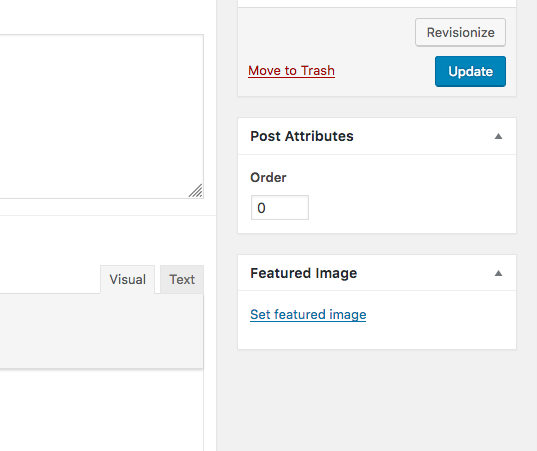 Revisionize
Move to Trash
Update
Post Attributes
Order
0
Visual
Text
Featured Image
Set featured image